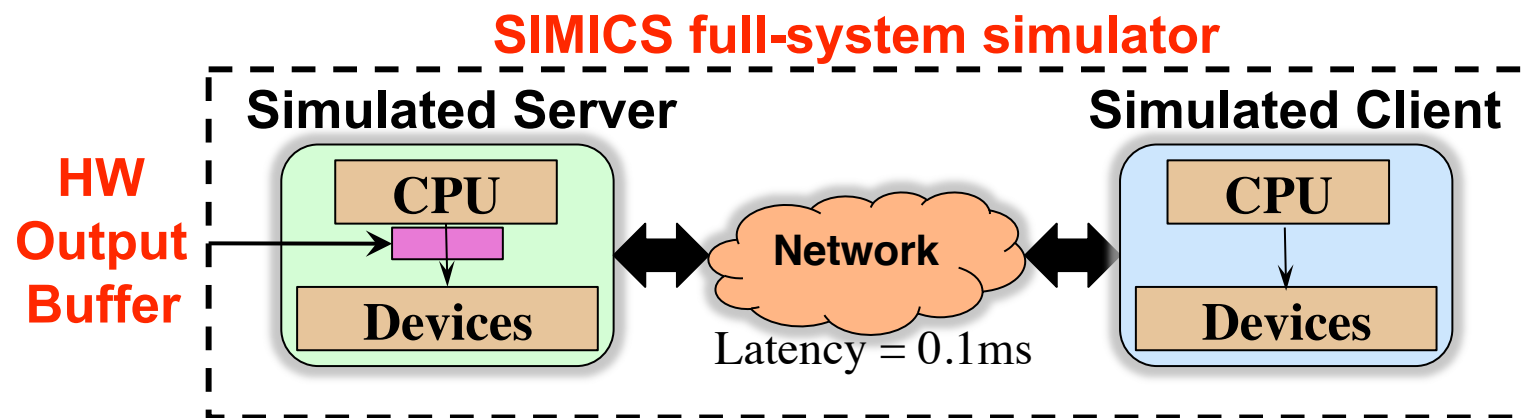 SIMICS full-system simulator
Simulated Server
Simulated Client
HW
Output
Buffer
CPU
Devices
Network
Latency = 0.1ms
CPU
Devices